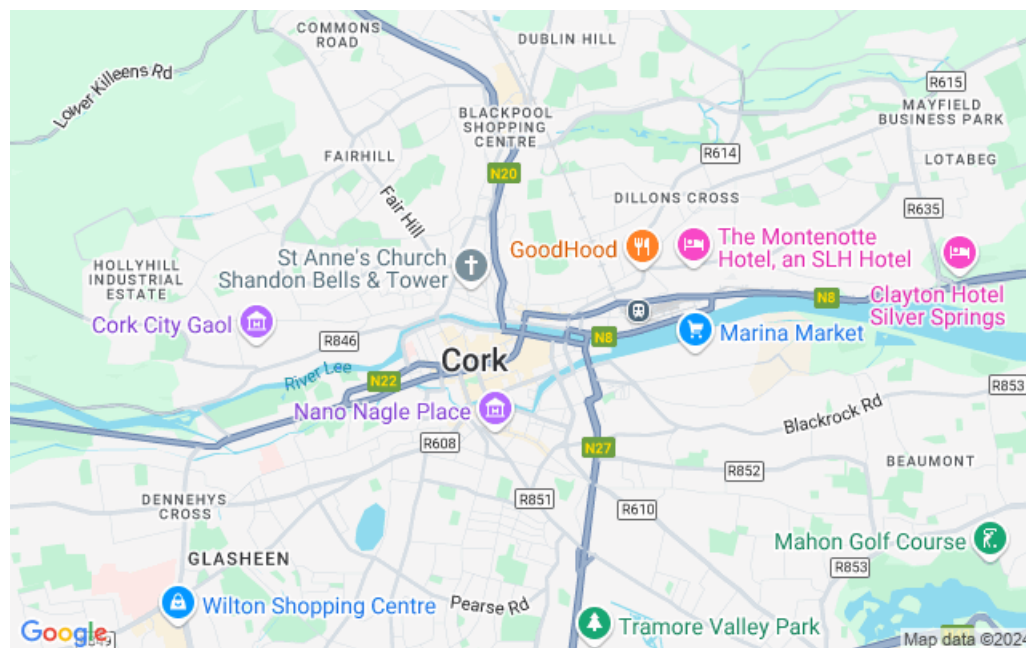 COMMONS
ROAD
DUBLIN HILL
Lower Killeens Rd
R615
MAYFIELD
BUSINESS PARK
BLACKPOOL
SHOPPING
CENTRE
FAIRHILL
R614
LOTABEG
N20
DILLONS CROSS
Fair Hill
R635
St Anne's Church
Shandon Bells & Tower
GoodHood
The Montenotte
Hotel, an SLH Hotel
HOLLYHILL
INDUSTRIAL
ESTATE
Clayton Hotel
Silver Springs
N8
Cork City Gaol
R846
N8
Marina Market
Cork
River Lee
N22
R853
Nano Nagle Place
Blackrock Rd
R608
N27
R852
BEAUMONT
DENNEHYS
CROSS
R851
R610
Mahon Golf Course
GLASHEEN
R853
Wilton Shopping Centre
Pearse Rd
Tramore Valley Park
Google
Map data ©2024